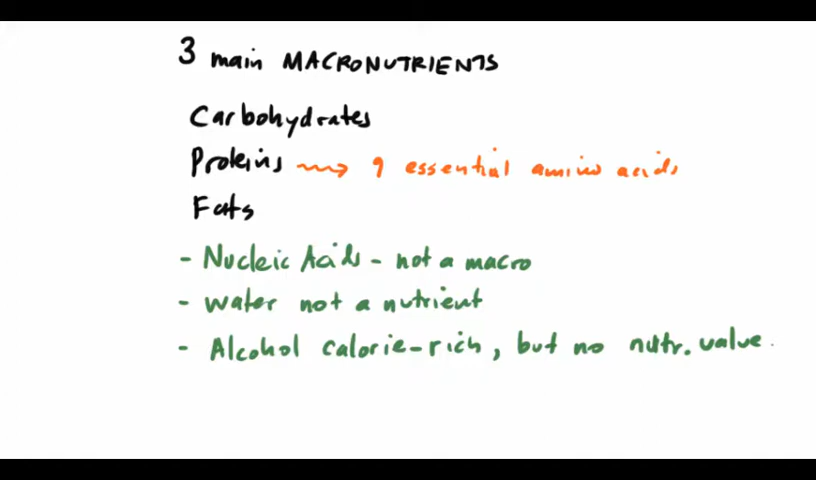 3 main MACRONUTRIENTS
Carbohydrates
Proteins → 9 essential amino acids
Fats
- Nucleic Acids - not a macro
- water not a nutrient
- Alcohol calorie-rich, but no nutr. value.